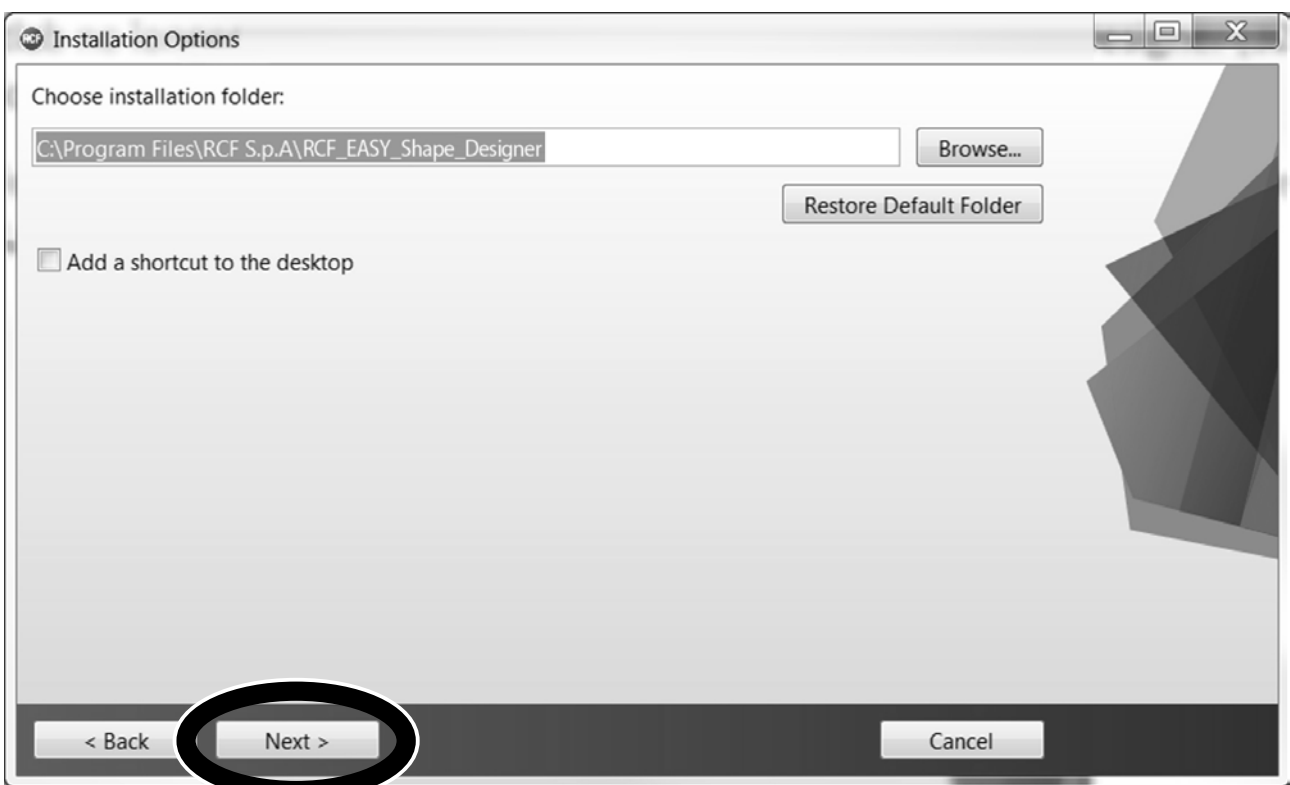 RCF Installation Options
Choose installation folder:
C:\Program Files\RCF S.p.A\RCF_EASY_Shape_Designer
Browse...
Restore Default Folder
Add a shortcut to the desktop
< Back
Next >
Cancel